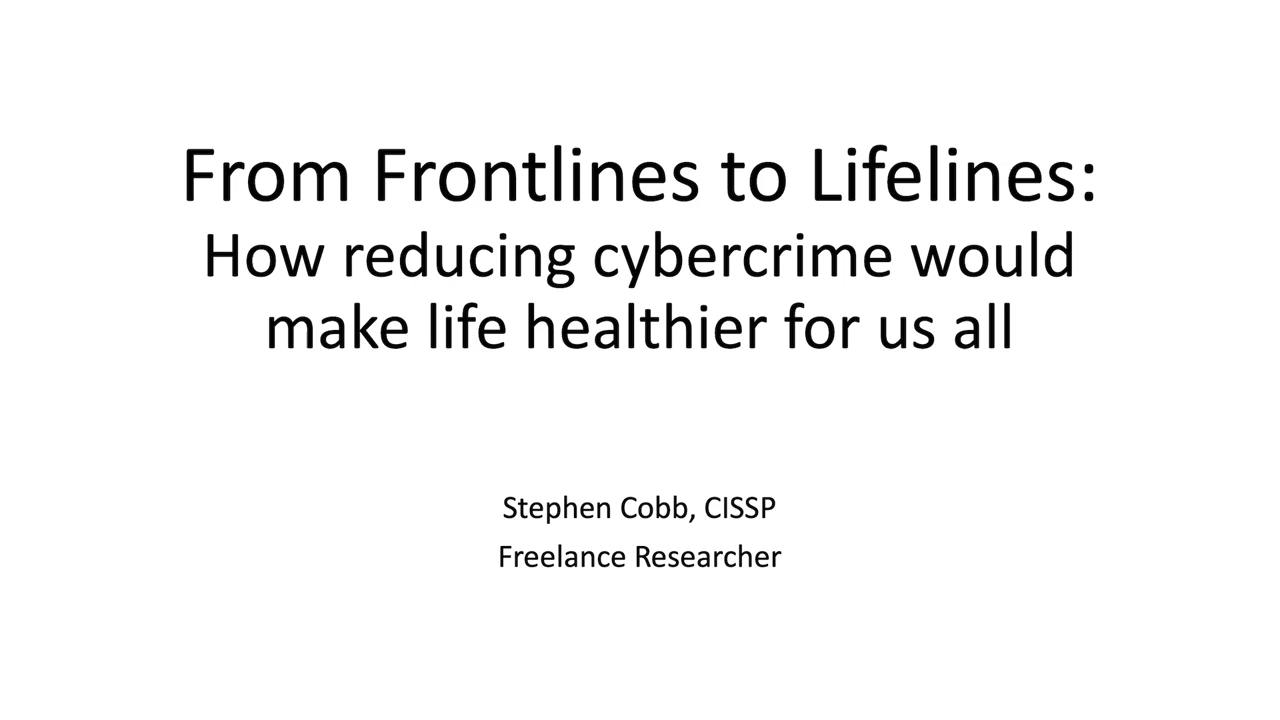 From Frontlines to Lifelines:
How reducing cybercrime would
make life healthier for us all
Stephen Cobb, CISSP
Freelance Researcher